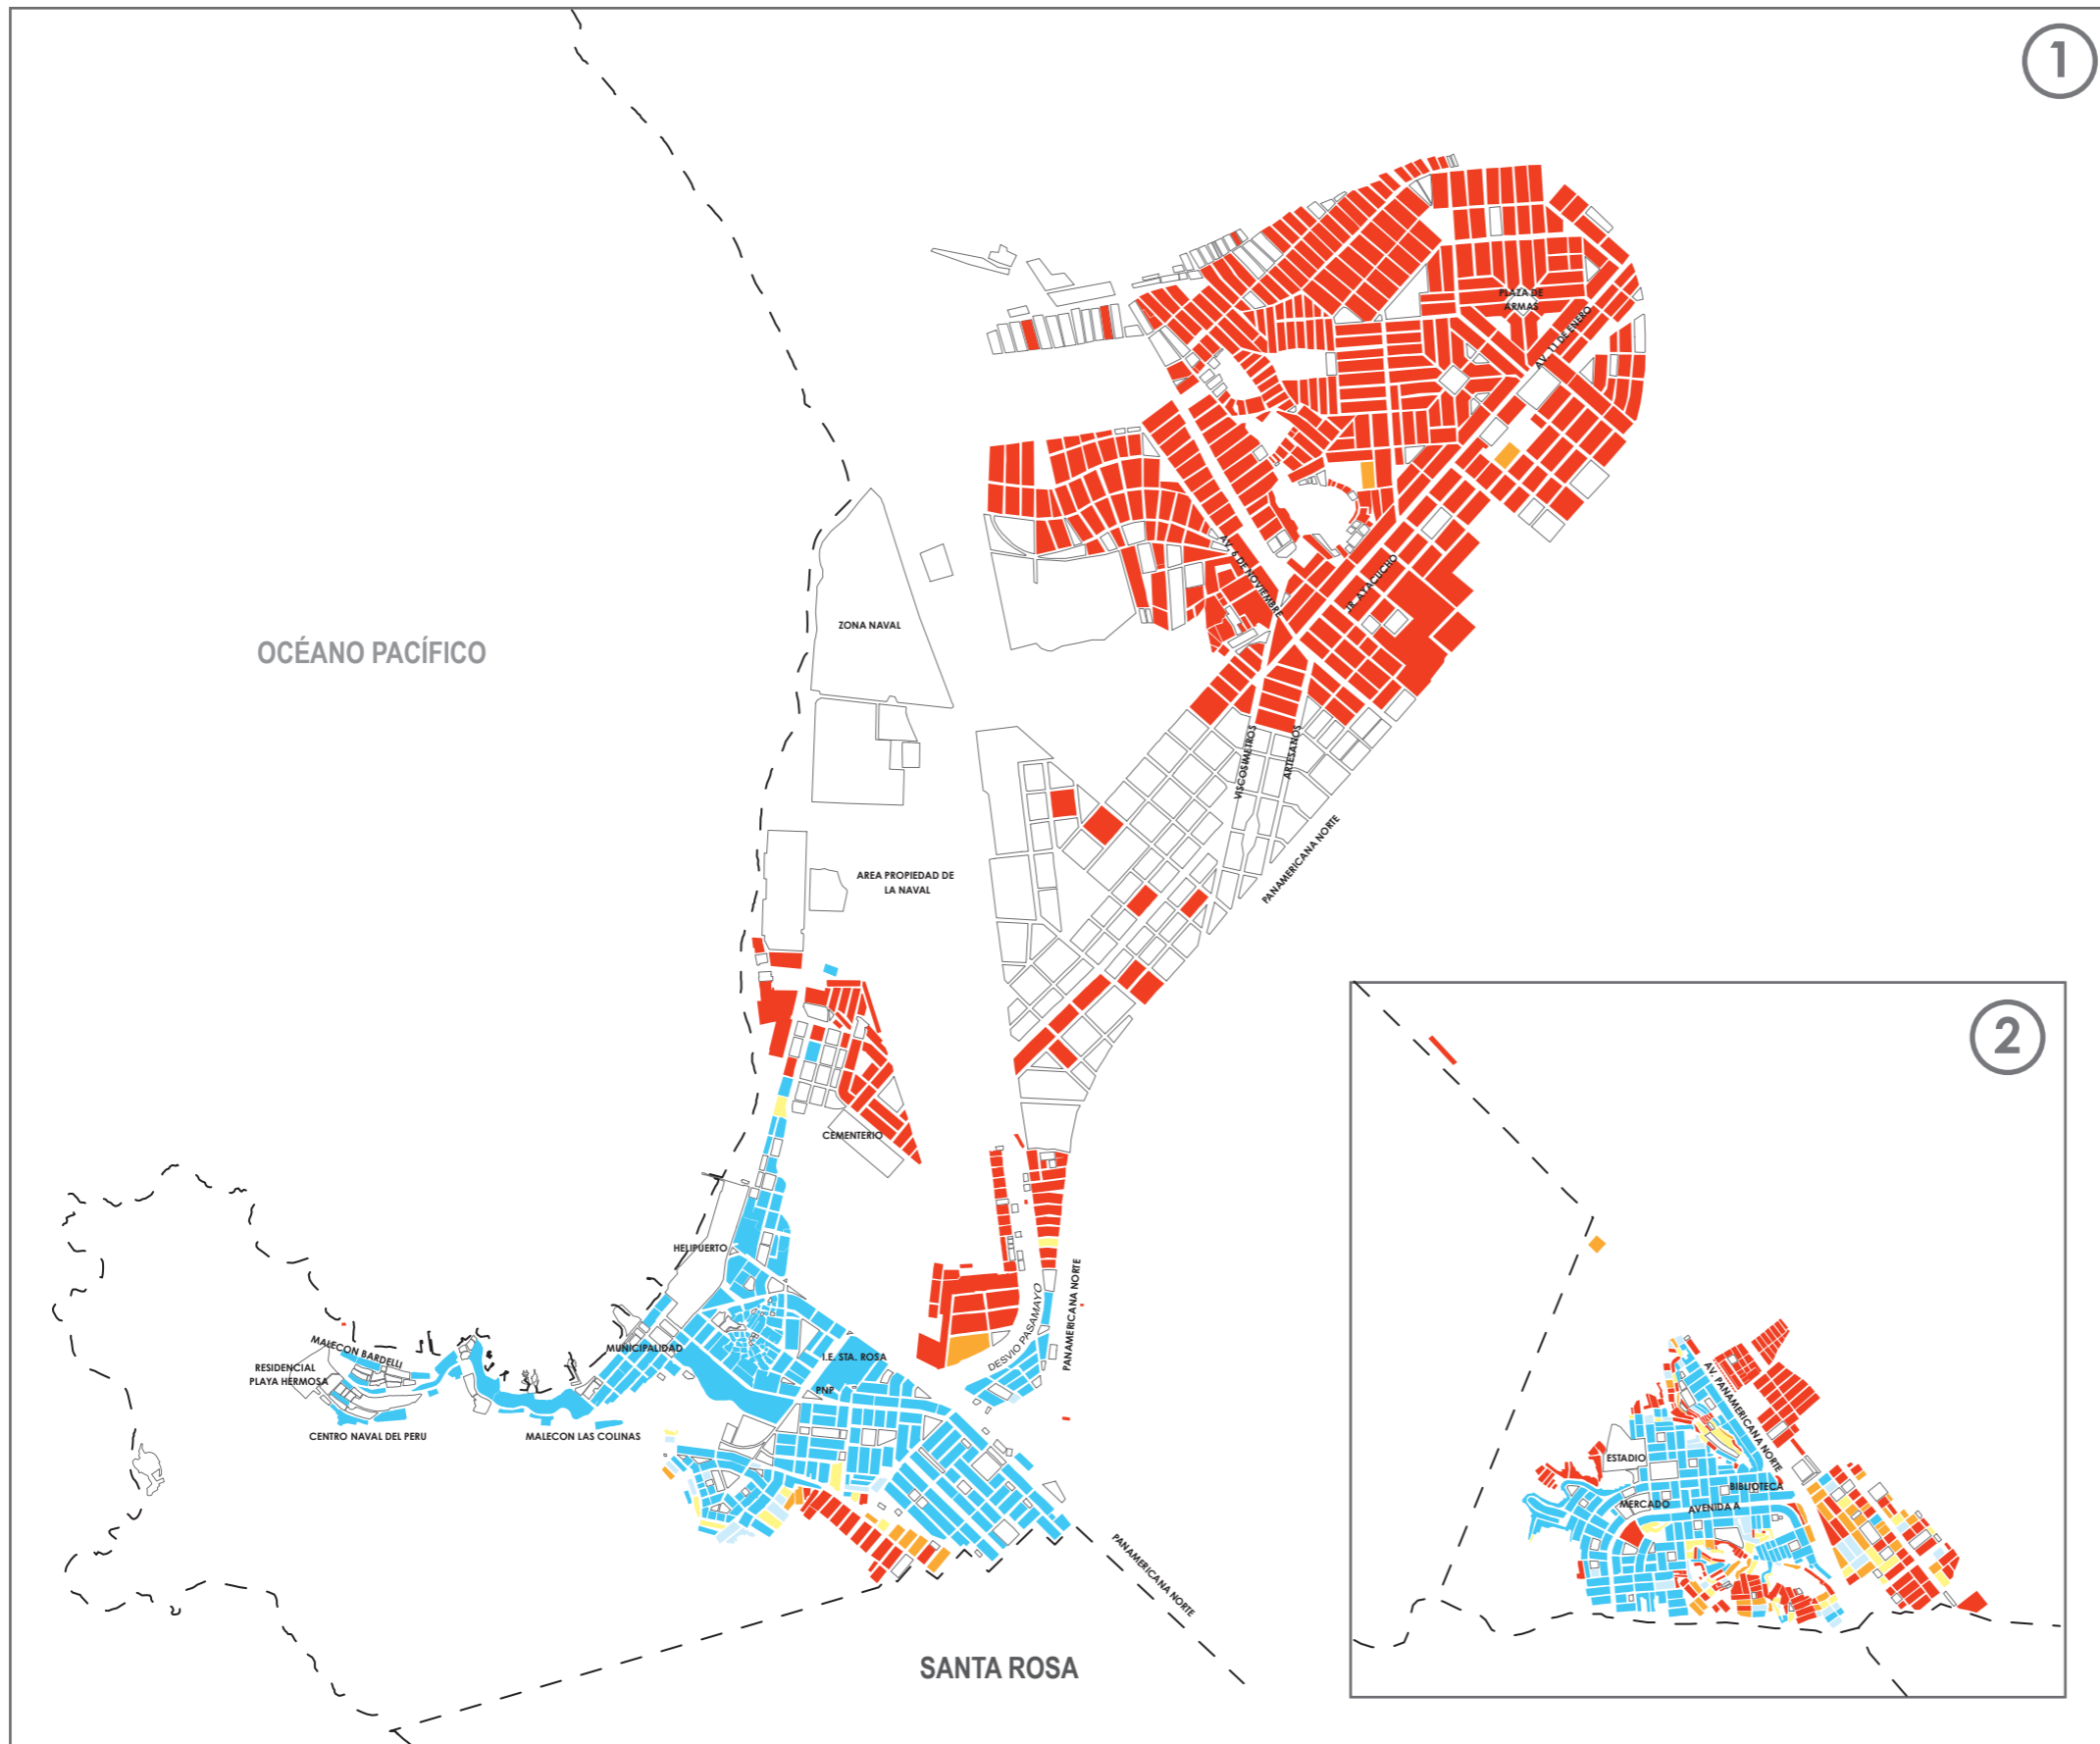 1
PLAZA DE
ARMAS
AV. 11 DE ENERO
AV. 6 DE NOVIEMBRE
JR. AYACUCHO
ZONA NAVAL
OCÉANO PACÍFICO
VISCOSIMETROS
ARTESANOS
PANAMERICANA NORTE
AREA PROPIEDAD DE
LA NAVAL
2
CEMENTERIO
HELIPUERTO
DESVIO PASAMAYO
PANAMERICANA NORTE
MALECON BARDELLI
MUNICIPALIDAD
I.E. STA. ROSA
RESIDENCIAL
PLAYA HERMOSA
PNP
CENTRO NAVAL DEL PERU
MALECON LAS COLINAS
AV. PANAMERICANA NORTE
ESTADIO
BIBLIOTECA
MERCADO
AVENIDA A
PANAMERICANA NORTE
SANTA ROSA